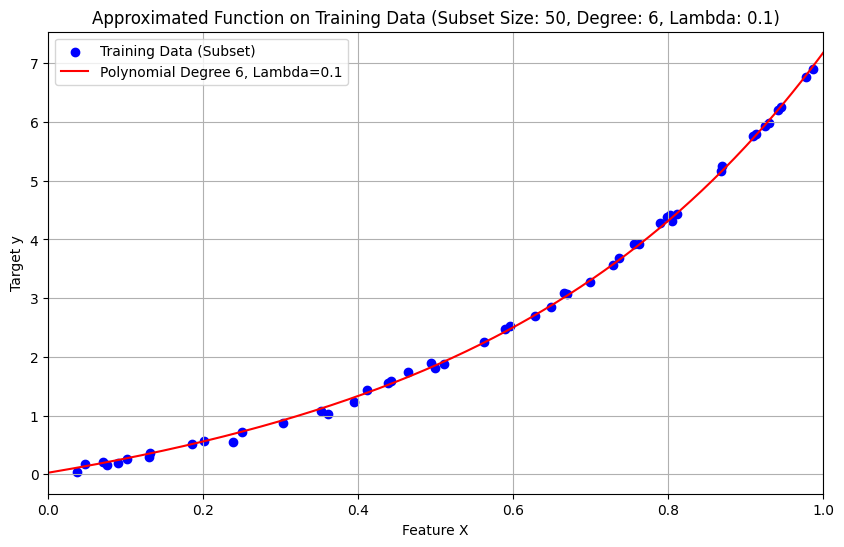 Approximated Function on Training Data (Subset Size: 50, Degree: 6, Lambda: 0.1)
Training Data (Subset)
Polynomial Degree 6, Lambda=0.1
7
6
5
4
3
2
1
0
Target y
0.0 0.2 0.4 0.6 0.8 1.0
Feature X